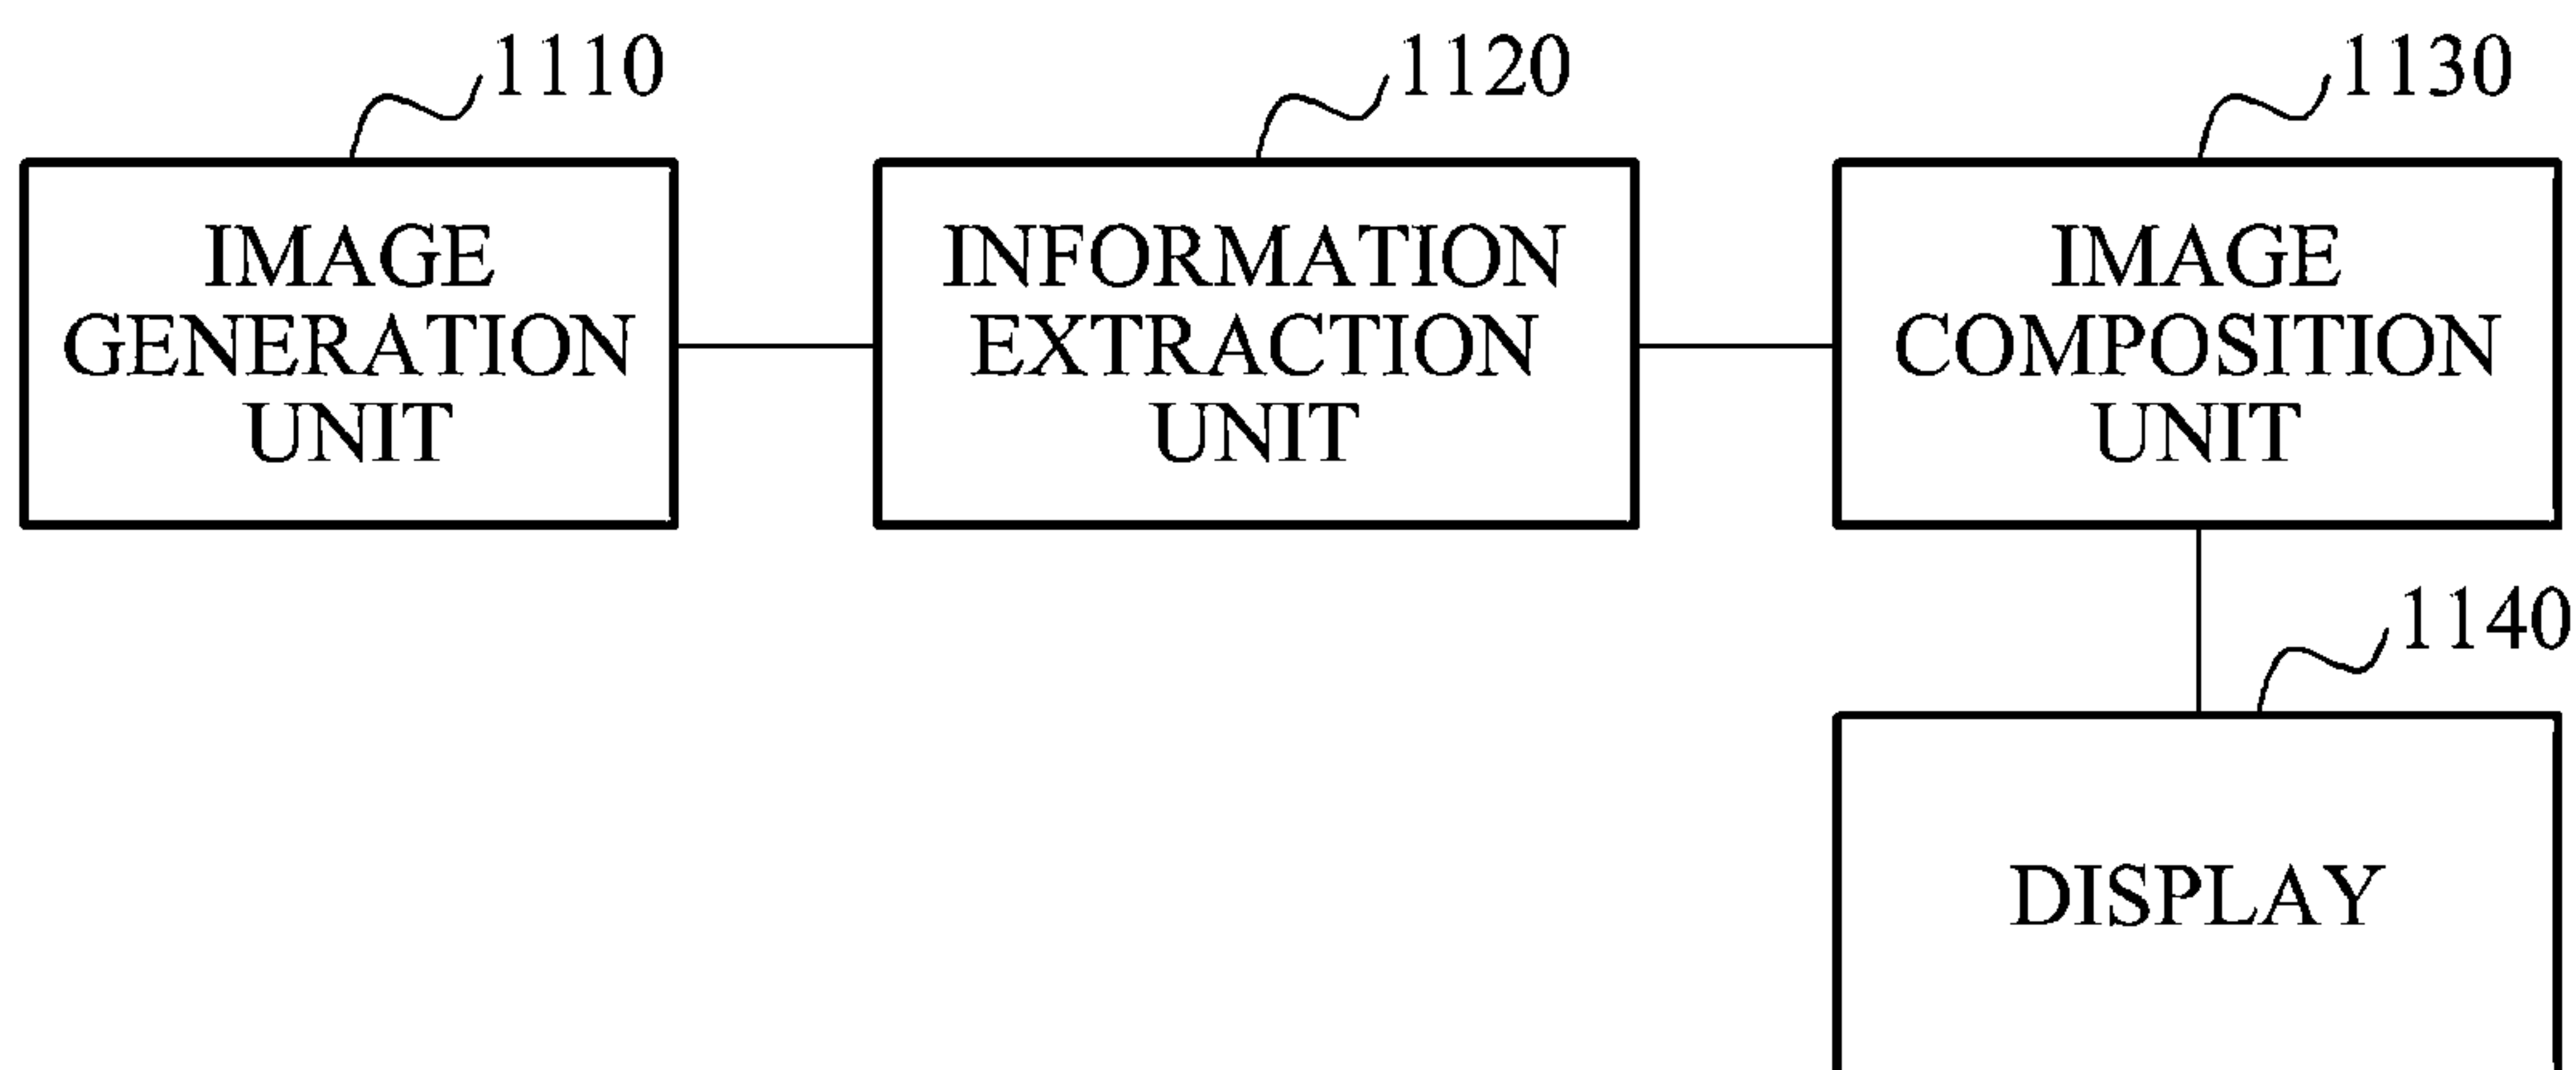 1110
1120
1130
IMAGE
GENERATION
UNIT
INFORMATION
EXTRACTION
UNIT
IMAGE
COMPOSITION
UNIT
1140
DISPLAY